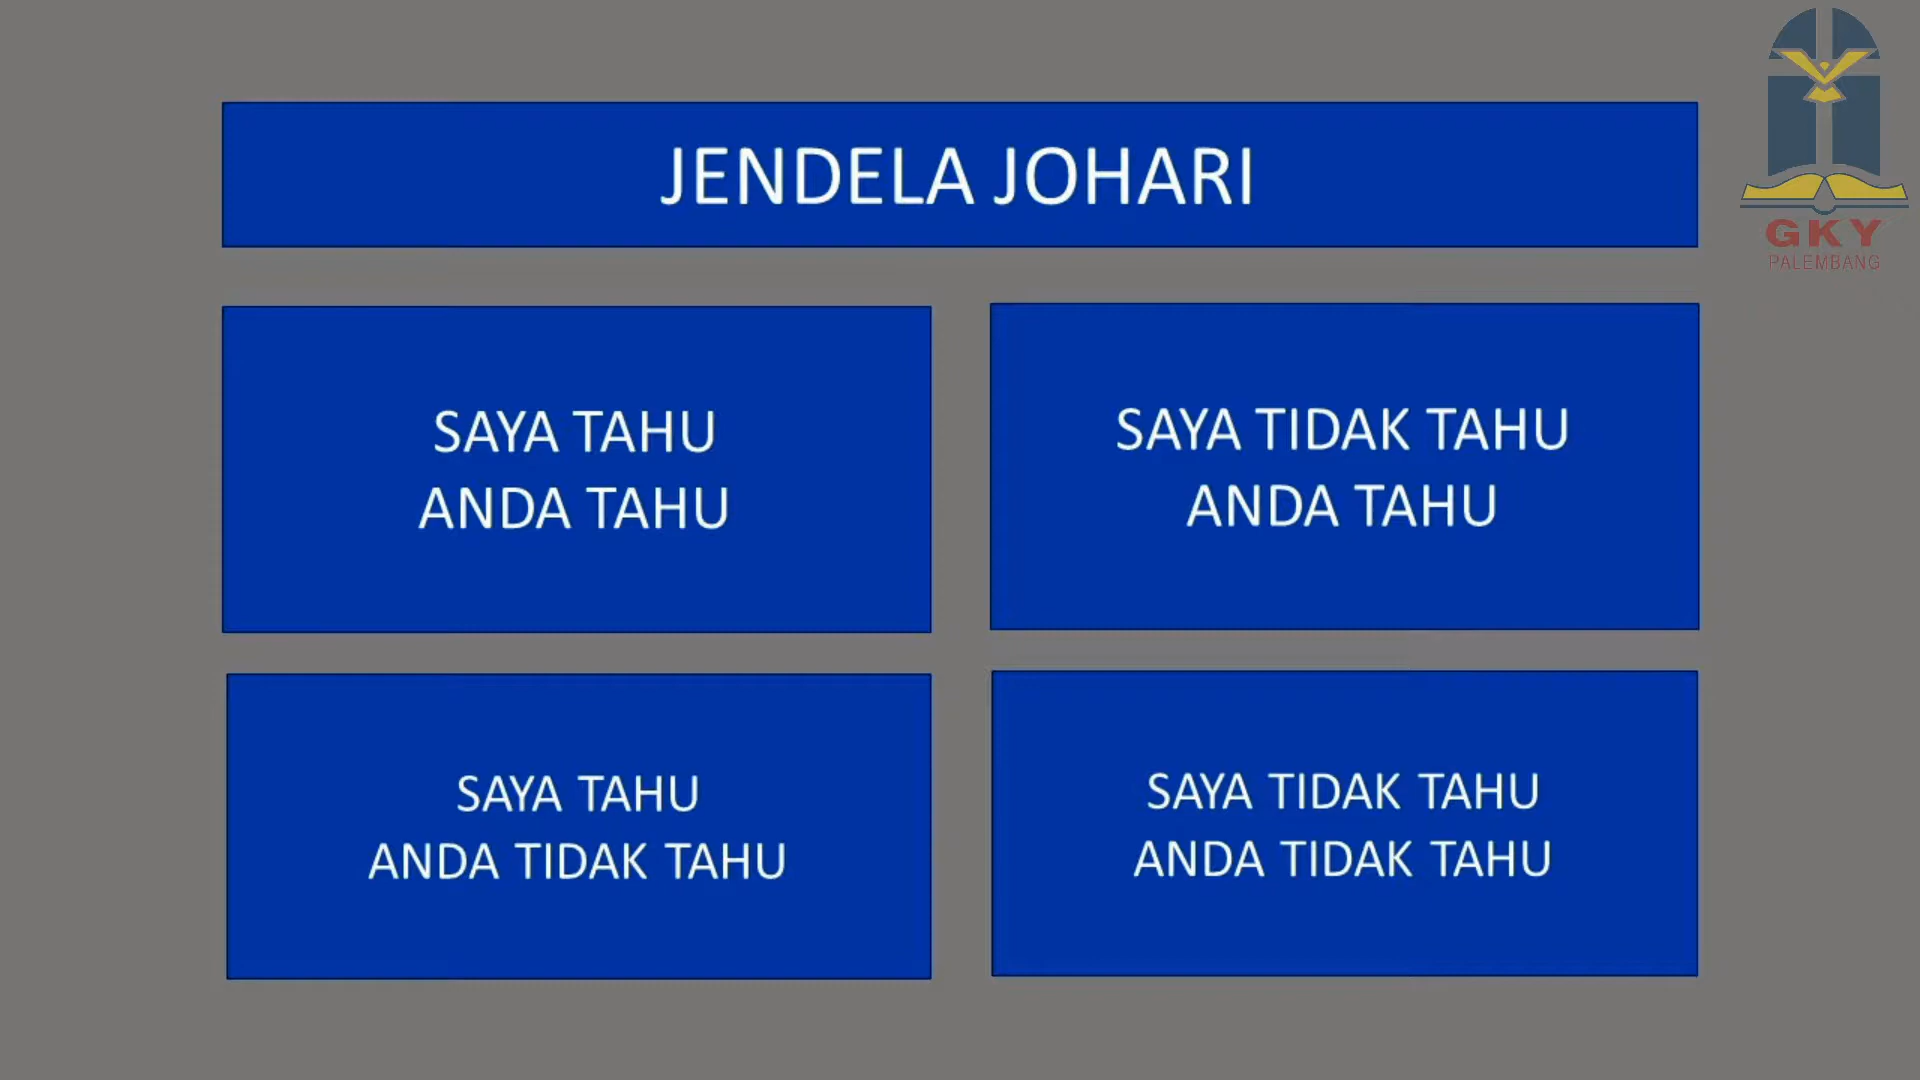 JENDELA JOHARI
SAYA TAHU
ANDA TAHU
SAYA TIDAK TAHU
ANDA TAHU
SAYA TAHU
ANDA TIDAK TAHU
SAYA TIDAK TAHU
ANDA TIDAK TAHU
GKY
PALEMBANG